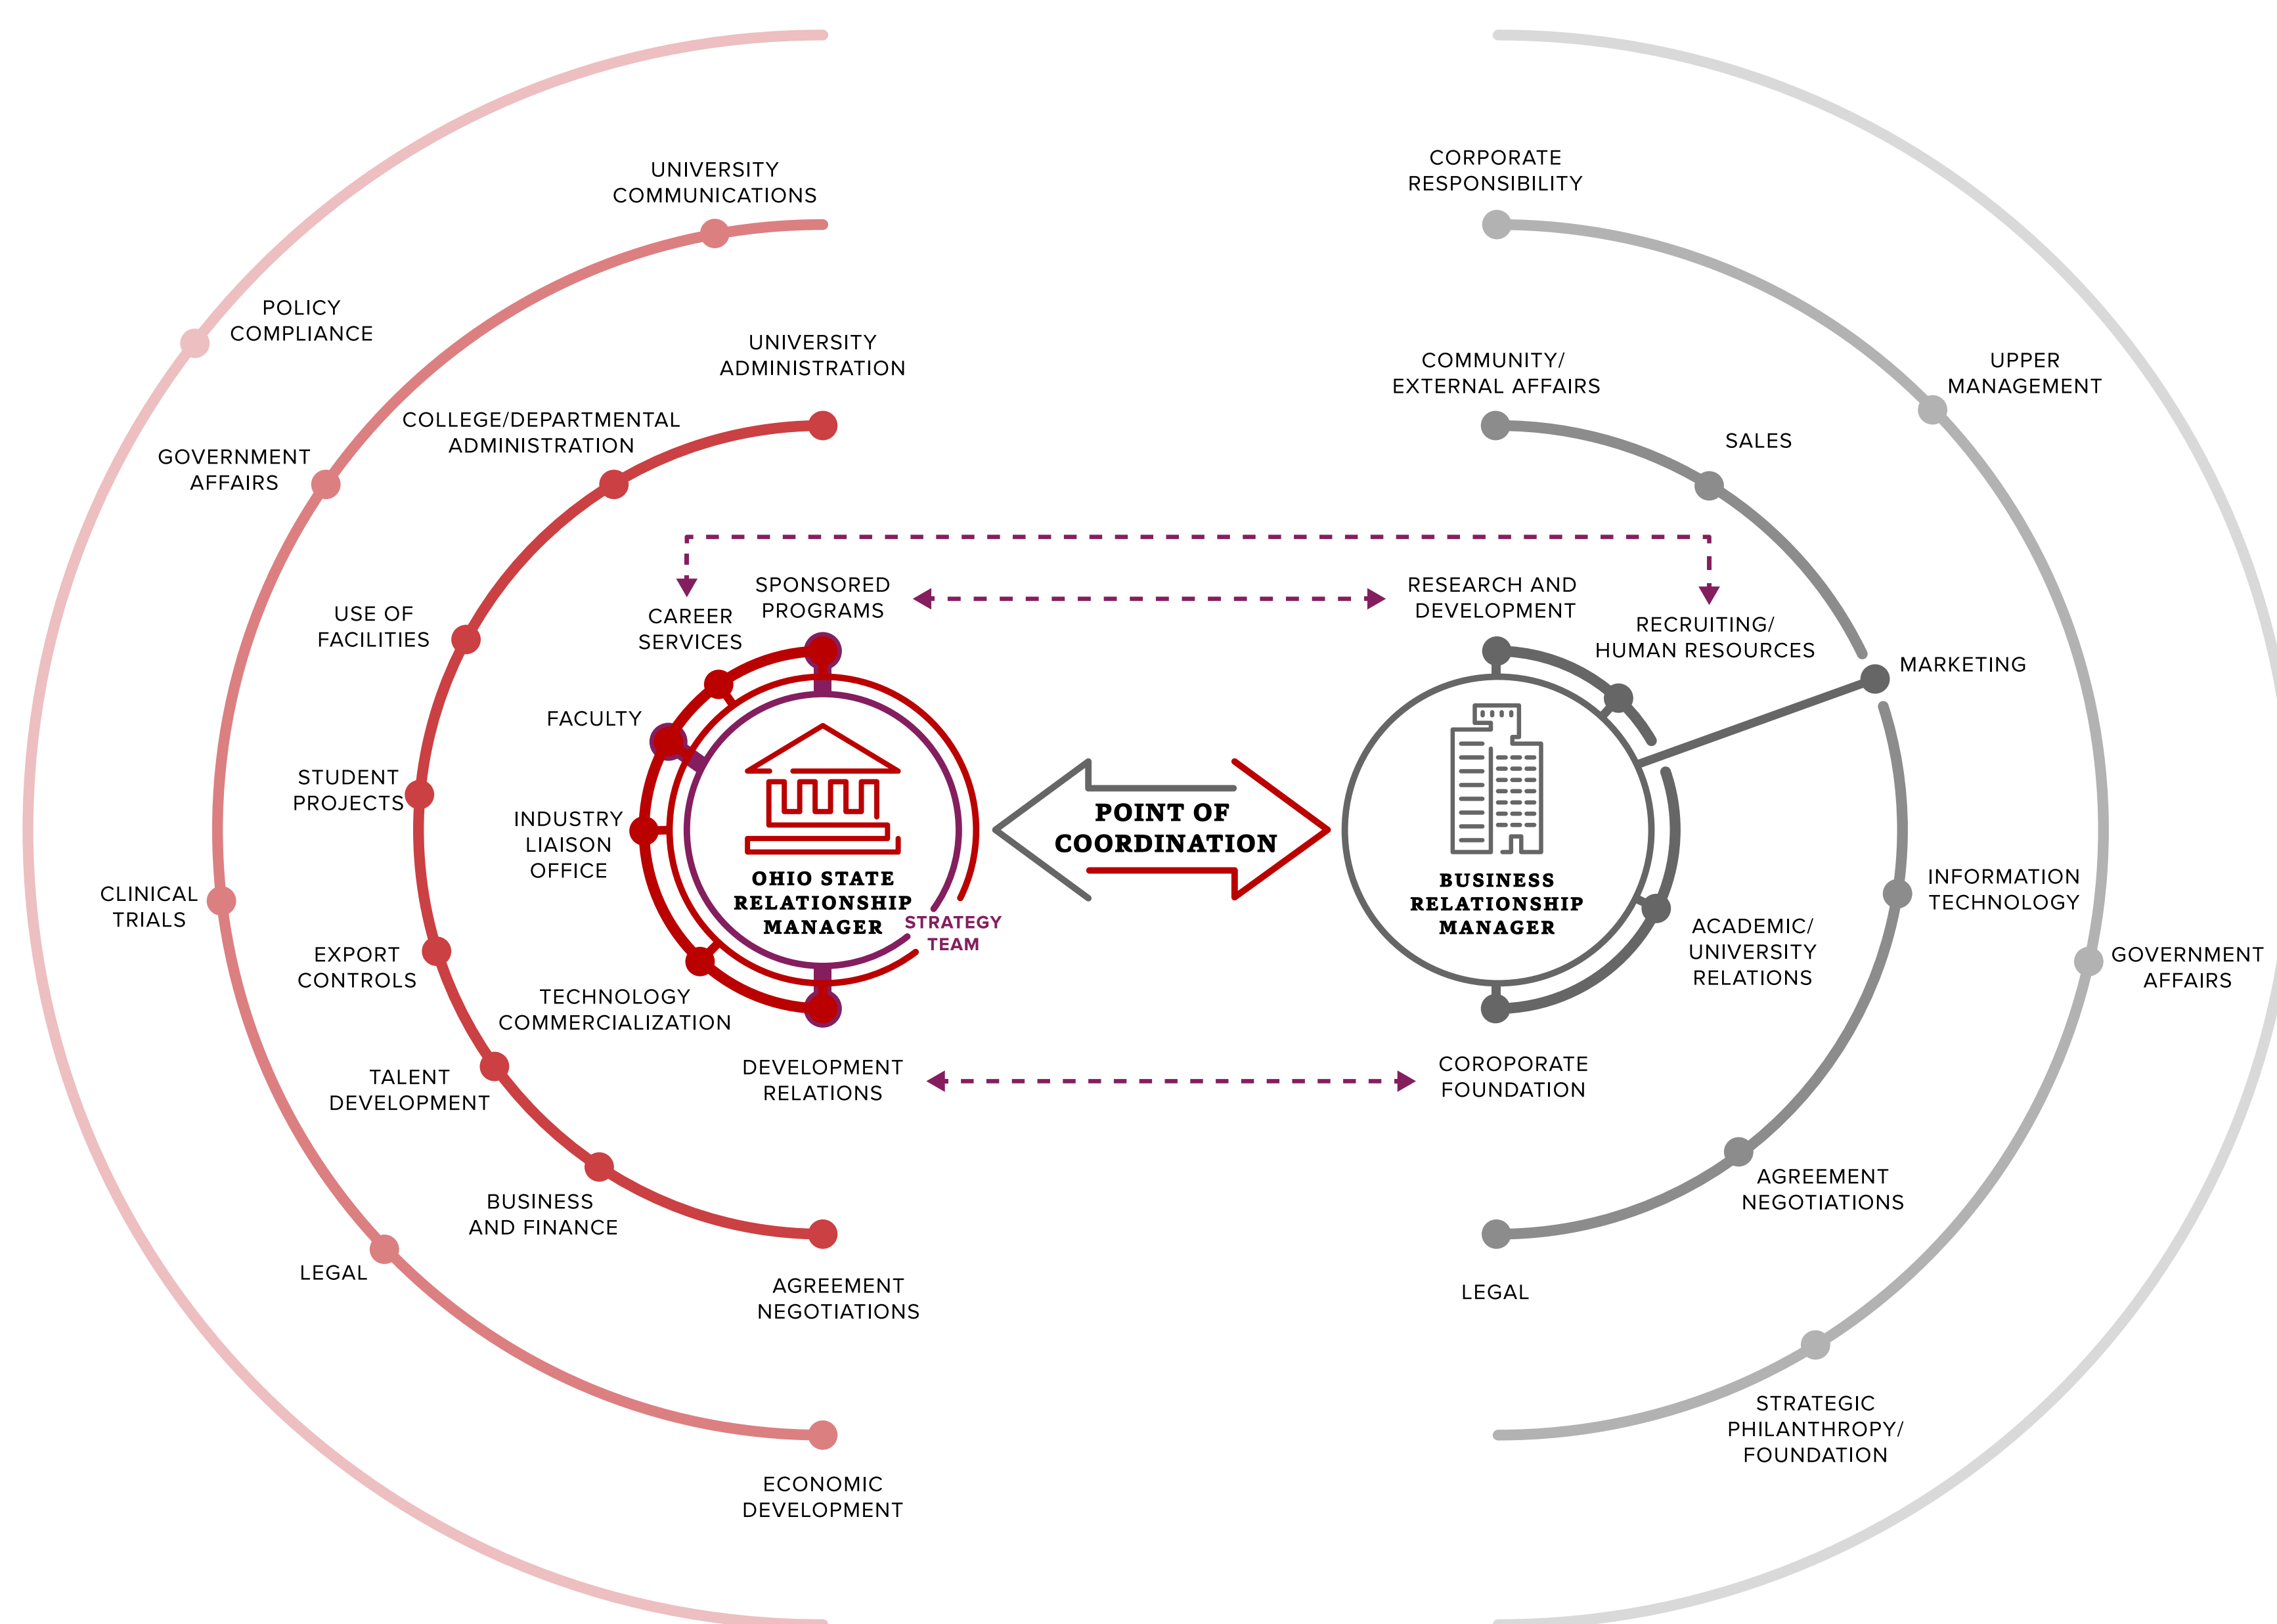 UNIVERSITY
COMMUNICATIONS
POLICY
COMPLIANCE
UNIVERSITY
ADMINISTRATION
COLLEGE/DEPARTMENTAL
ADMINISTRATION
GOVERNMENT
AFFAIRS
USE OF
FACILITIES
STUDENT
PROJECTS
CLINICAL
TRIALS
EXPORT
CONTROLS
TALENT
DEVELOPMENT
BUSINESS
AND FINANCE
LEGAL
AGREEMENT
NEGOTIATIONS
ECONOMIC
DEVELOPMENT
SPONSORED
PROGRAMS
CAREER
SERVICES
FACULTY
INDUSTRY
LIAISON
OFFICE
TECHNOLOGY
COMMERCIALIZATION
DEVELOPMENT
RELATIONS
OHIO STATE
RELATIONSHIP
MANAGER
STRATEGY
TEAM
POINT OF
COORDINATION
BUSINESS
RELATIONSHIP
MANAGER
RESEARCH AND
DEVELOPMENT
RECRUITING/
HUMAN RESOURCES
MARKETING
ACADEMIC/
UNIVERSITY
RELATIONS
COROPORATE
FOUNDATION
CORPORATE
RESPONSIBILITY
COMMUNITY/
EXTERNAL AFFAIRS
SALES
UPPER
MANAGEMENT
INFORMATION
TECHNOLOGY
GOVERNMENT
AFFAIRS
AGREEMENT
NEGOTIATIONS
LEGAL
STRATEGIC
PHILANTHROPY/
FOUNDATION